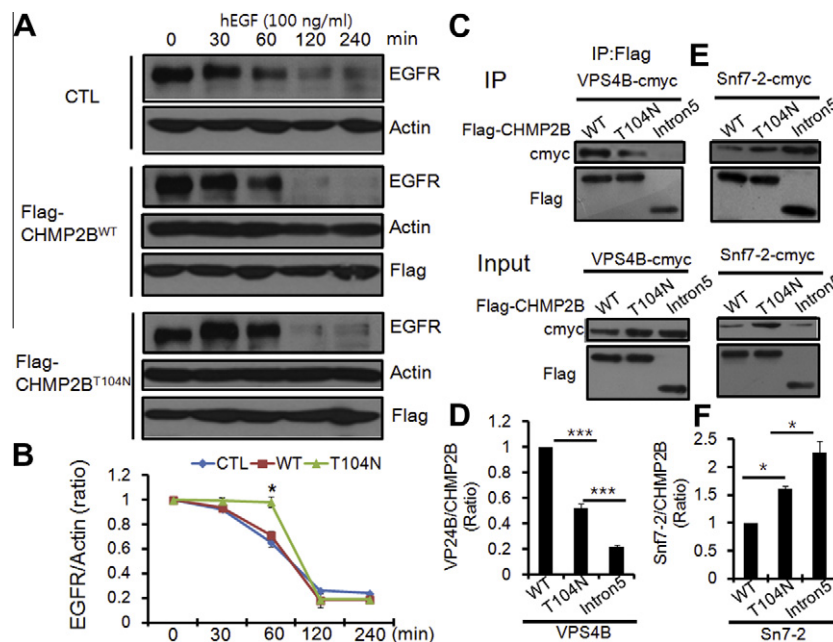 A
hEGF (100 ng/ml)
0 30 60 120 240 min
CTL
EGFR
Actin
Flag-
CHMP2BWT
EGFR
Actin
Flag
Flag-
CHMP2BT104N
EGFR
Actin
Flag
B
CTL WT T104N
EGFR/Actin (ratio)
1.2
1
0.8
0.6
0.4
0.2
0
*
0 30 60 120 240 (min)
C
IP:Flag
IP
VPS4B-cmyc
Flag-CHMP2B
WT T104N Intron5
cmyc
Flag
Input
VPS4B-cmyc
Flag-CHMP2B
WT T104N Intron5
cmyc
Flag
E
Snf7-2-cmyc
WT T104N Intron5
Snf7-2-cmyc
WT T104N Intron5
D
VP24B/CHMP2B
(Ratio)
1.2
1
0.8
0.6
0.4
0.2
0
***
***
WT T104N Intron5
VPS4B
F
Snf7-2/CHMP2B
(Ratio)
2.5
2
1.5
1
0.5
0
*
*
WT T104N Intron5
Sn7-2